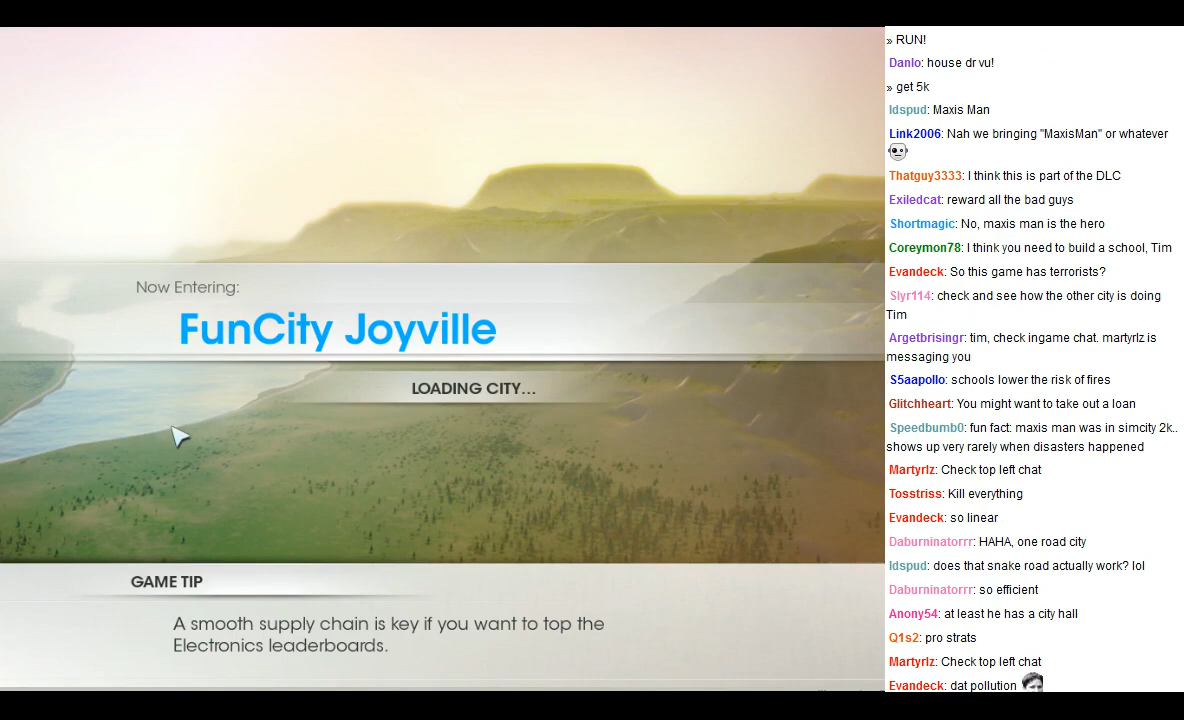 Now Entering:
FunCity Joyville
LOADING CITY...
GAME TIP
A smooth supply chain is key if you want to top the
Electronics leaderboards.
» RUN!
Danlo: house dr vu!
» get 5k
Idspud: Maxis Man
Link2006: Nah we bringing "MaxisMan" or whatever
Thatguy3333: I think this is part of the DLC
Exiledcat: reward all the bad guys
Shortmagic: No, maxis man is the hero
Coreymon78: I think you need to build a school, Tim
Evandeck: So this game has terrorists?
Slyr114: check and see how the other city is doing
Tim
Argetbrisingr: tim, check ingame chat. martyrlz is
messaging you
S5aapollo: schools lower the risk of fires
Glitchheart: You might want to take out a loan
Speedbumb0: fun fact: maxis man was in simcity 2k..
shows up very rarely when disasters happened
Martyrlz: Check top left chat
Tosstriss: Kill everything
Evandeck: so linear
Daburninatorrr: HAHA, one road city
Idspud: does that snake road actually work? lol
Daburninatorrr: so efficient
Anony54: at least he has a city hall
Q1s2: pro strats
Martyrlz: Check top left chat
Evandeck: dat pollution